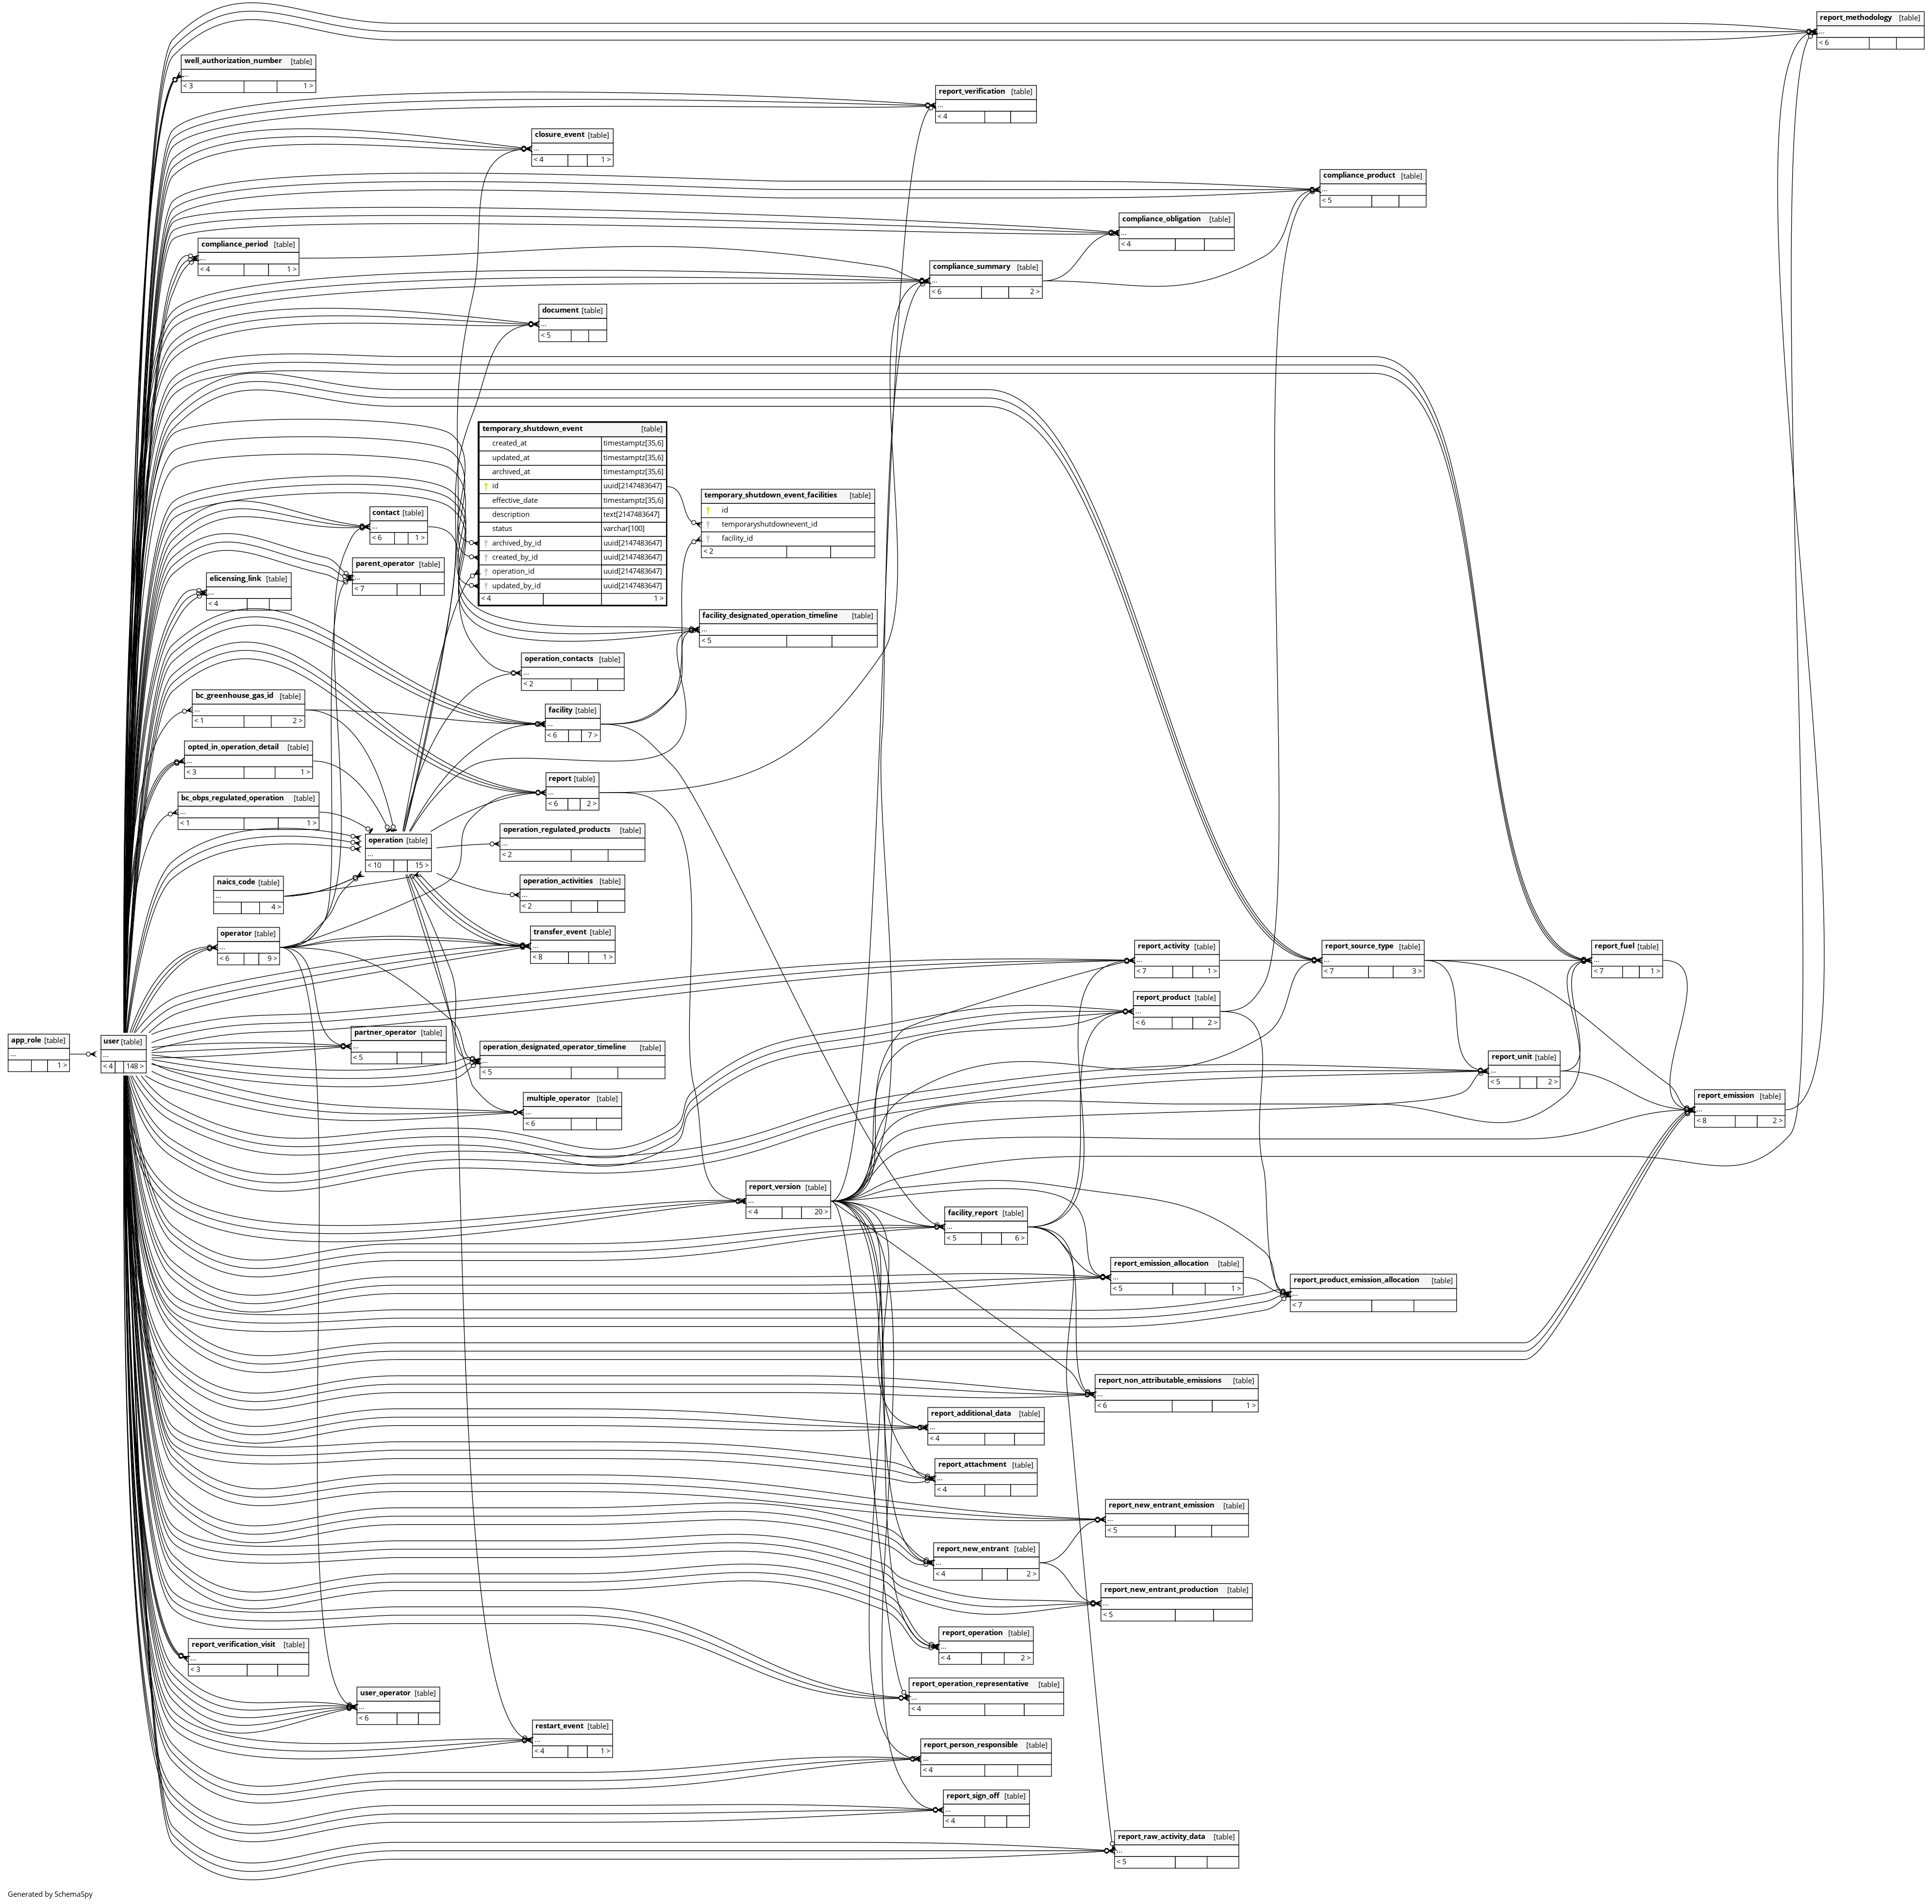 report_methodology [table]
...
< 6
well_authorization_number [table]
...
< 3 1 >
report_verification [table]
...
< 4
closure_event [table]
...
< 4 1 >
compliance_product [table]
...
< 5
compliance_obligation [table]
...
< 4
compliance_period [table]
...
< 4 1 >
compliance_summary [table]
...
< 6 2 >
document [table]
...
< 5
temporary_shutdown_event [table]
created_at timestamptz[35,6]
updated_at timestamptz[35,6]
archived_at timestamptz[35,6]
id uuid[2147483647]
effective_date timestamptz[35,6]
description text[2147483647]
status varchar[100]
archived_by_id uuid[2147483647]
created_by_id uuid[2147483647]
operation_id uuid[2147483647]
updated_by_id uuid[2147483647]
< 4 1 >
temporary_shutdown_event_facilities [table]
id
temporaryshutdownevent_id
facility_id
< 2
contact [table]
...
< 6 1 >
parent_operator [table]
...
< 7
elicensing_link [table]
...
< 4
facility_designated_operation_timeline [table]
...
< 5
operation_contacts [table]
...
< 2
bc_greenhouse_gas_id [table]
...
< 1 2 >
facility [table]
...
< 6 7 >
opted_in_operation_detail [table]
...
< 3 1 >
report [table]
...
< 6 2 >
bc_obps_regulated_operation [table]
...
< 1 1 >
operation_regulated_products [table]
...
< 2
operation [table]
...
< 10 15 >
naics_code [table]
...
4 >
operation_activities [table]
...
< 2
operator [table]
...
< 6 9 >
transfer_event [table]
...
< 8 1 >
report_activity [table]
...
< 7 1 >
report_source_type [table]
...
< 7 3 >
report_fuel [table]
...
< 7 1 >
report_product [table]
...
< 6 2 >
app_role [table]
...
1 >
user [table]
...
< 4 148 >
partner_operator [table]
...
< 5
operation_designated_operator_timeline [table]
...
< 5
report_unit [table]
...
< 5 2 >
multiple_operator [table]
...
< 6
report_emission [table]
...
< 8 2 >
report_version [table]
...
< 4 20 >
facility_report [table]
...
< 5 6 >
report_emission_allocation [table]
...
< 5 1 >
report_product_emission_allocation [table]
...
< 7
report_non_attributable_emissions [table]
...
< 6 1 >
report_additional_data [table]
...
< 4
report_attachment [table]
...
< 4
report_new_entrant_emission [table]
...
< 5
report_new_entrant [table]
...
< 4 2 >
report_new_entrant_production [table]
...
< 5
report_operation [table]
...
< 4 2 >
report_verification_visit [table]
...
< 3
report_operation_representative [table]
...
< 4
user_operator [table]
...
< 6
restart_event [table]
...
< 4 1 >
report_person_responsible [table]
...
< 4
report_sign_off [table]
...
< 4
report_raw_activity_data [table]
...
< 5
Generated by SchemaSpy